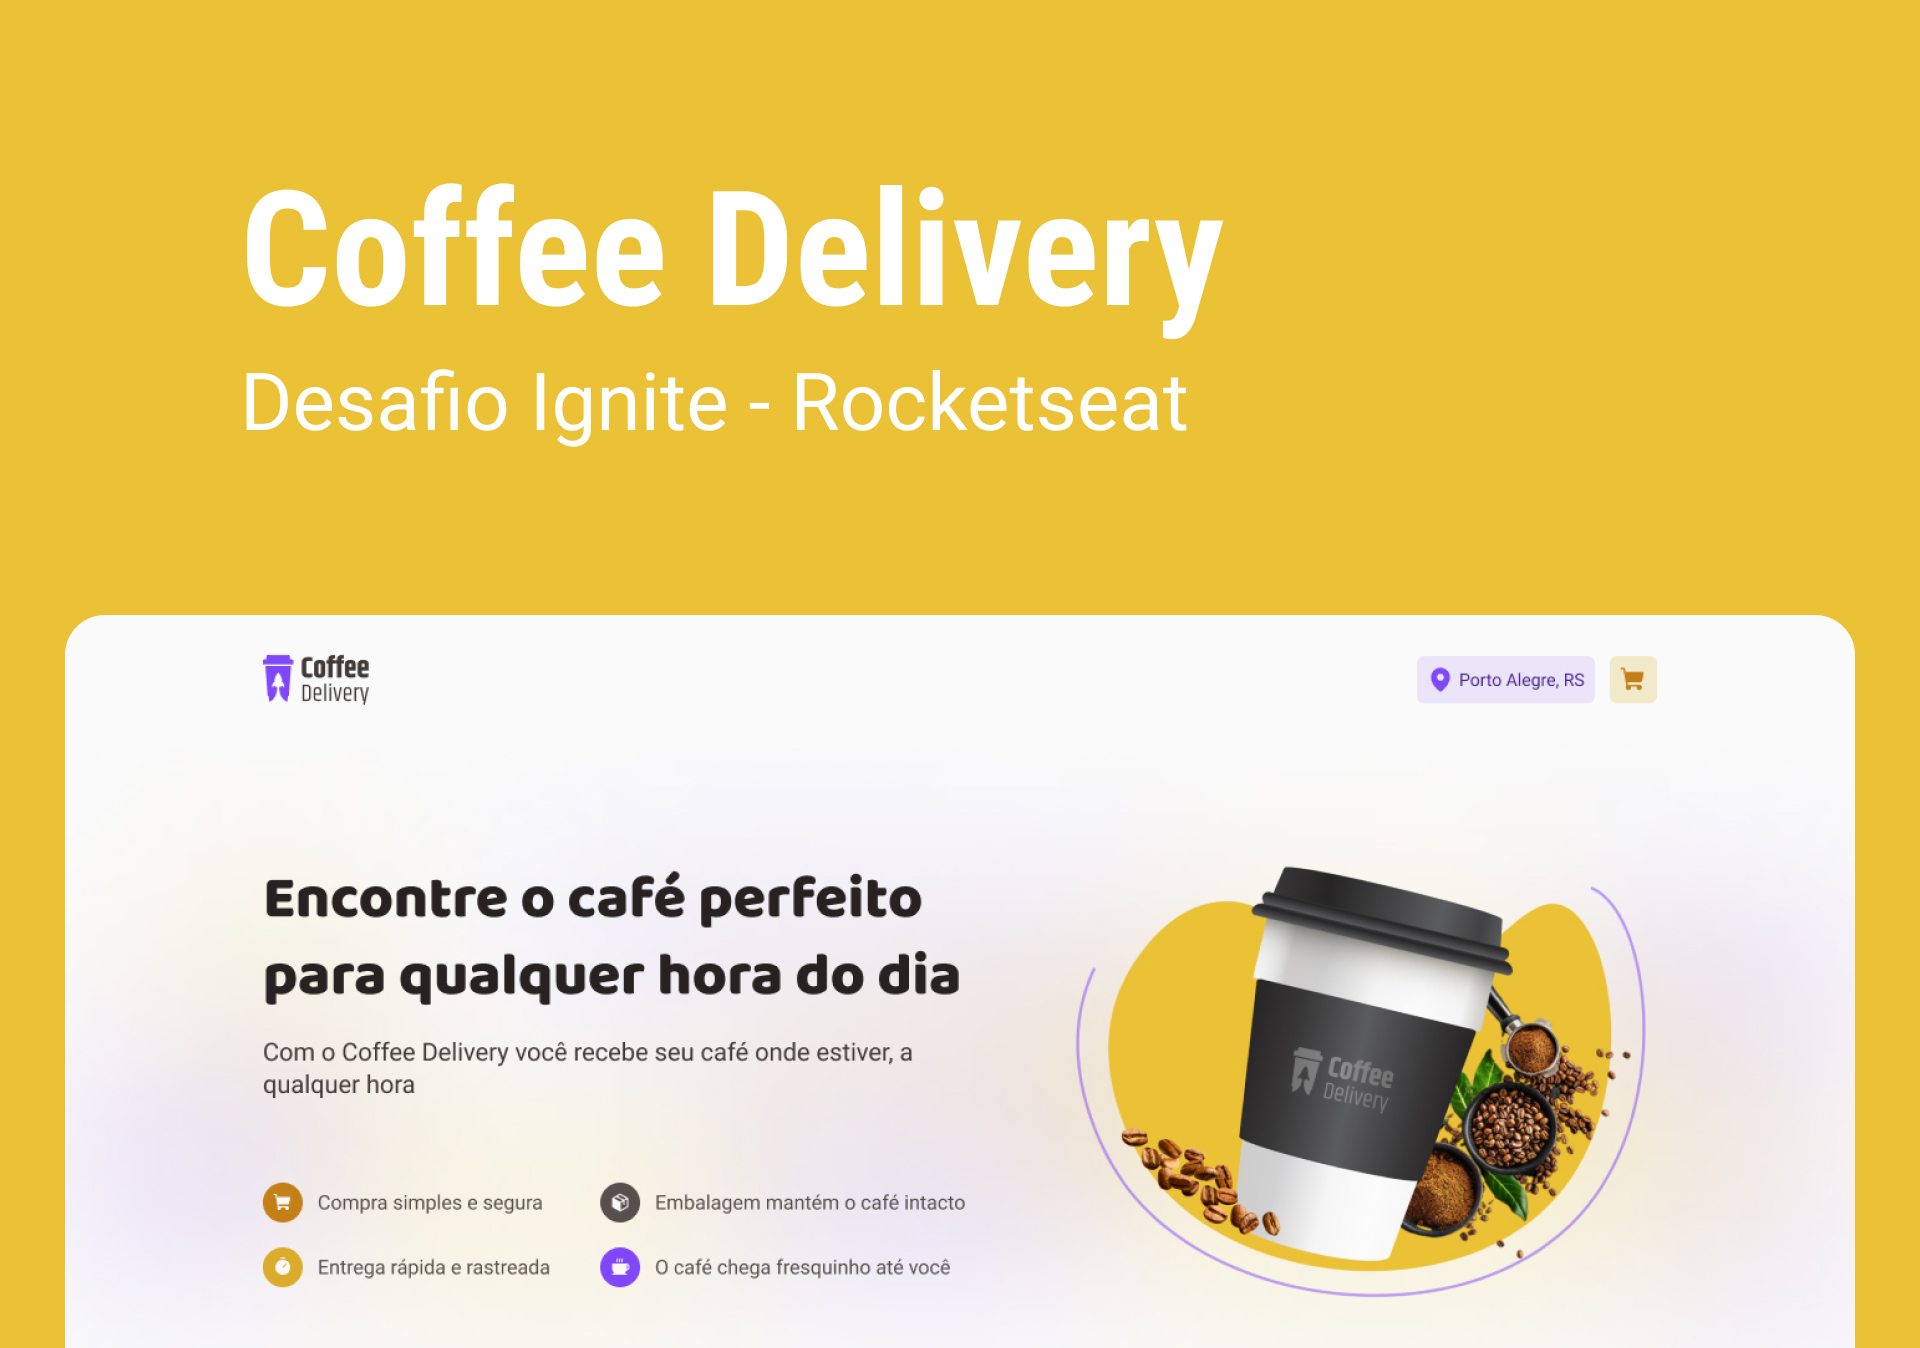 Coffee Delivery
Desafio Ignite - Rocketseat
Coffee
Delivery
Porto Alegre, RS
Encontre o café perfeito
para qualquer hora do dia
Com o Coffee Delivery você recebe seu café onde estiver, a
qualquer hora
Compra simples e segura
Embalagem mantém o café intacto
Entrega rápida e rastreada
O café chega fresquinho até você
Coffee
Delivery